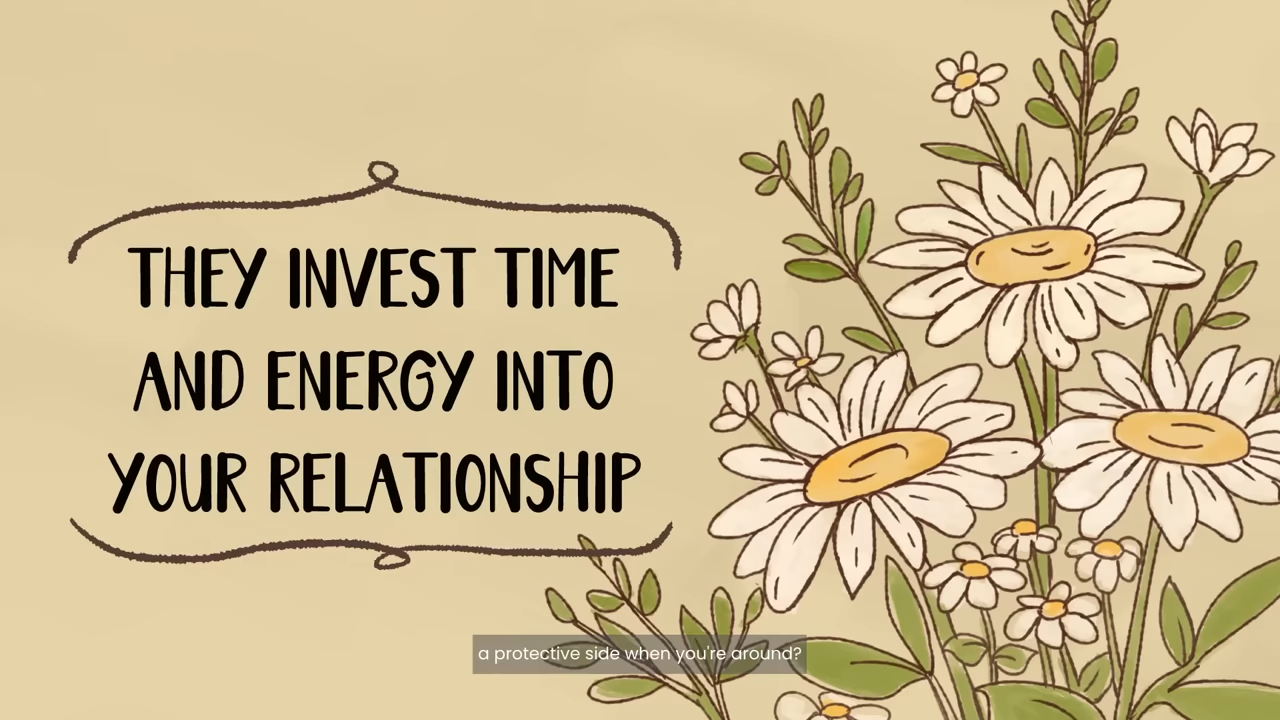 THEY INVEST TIME
AND ENERGY INTO
YOUR RELATIONSHIP
a protective side when you're around?